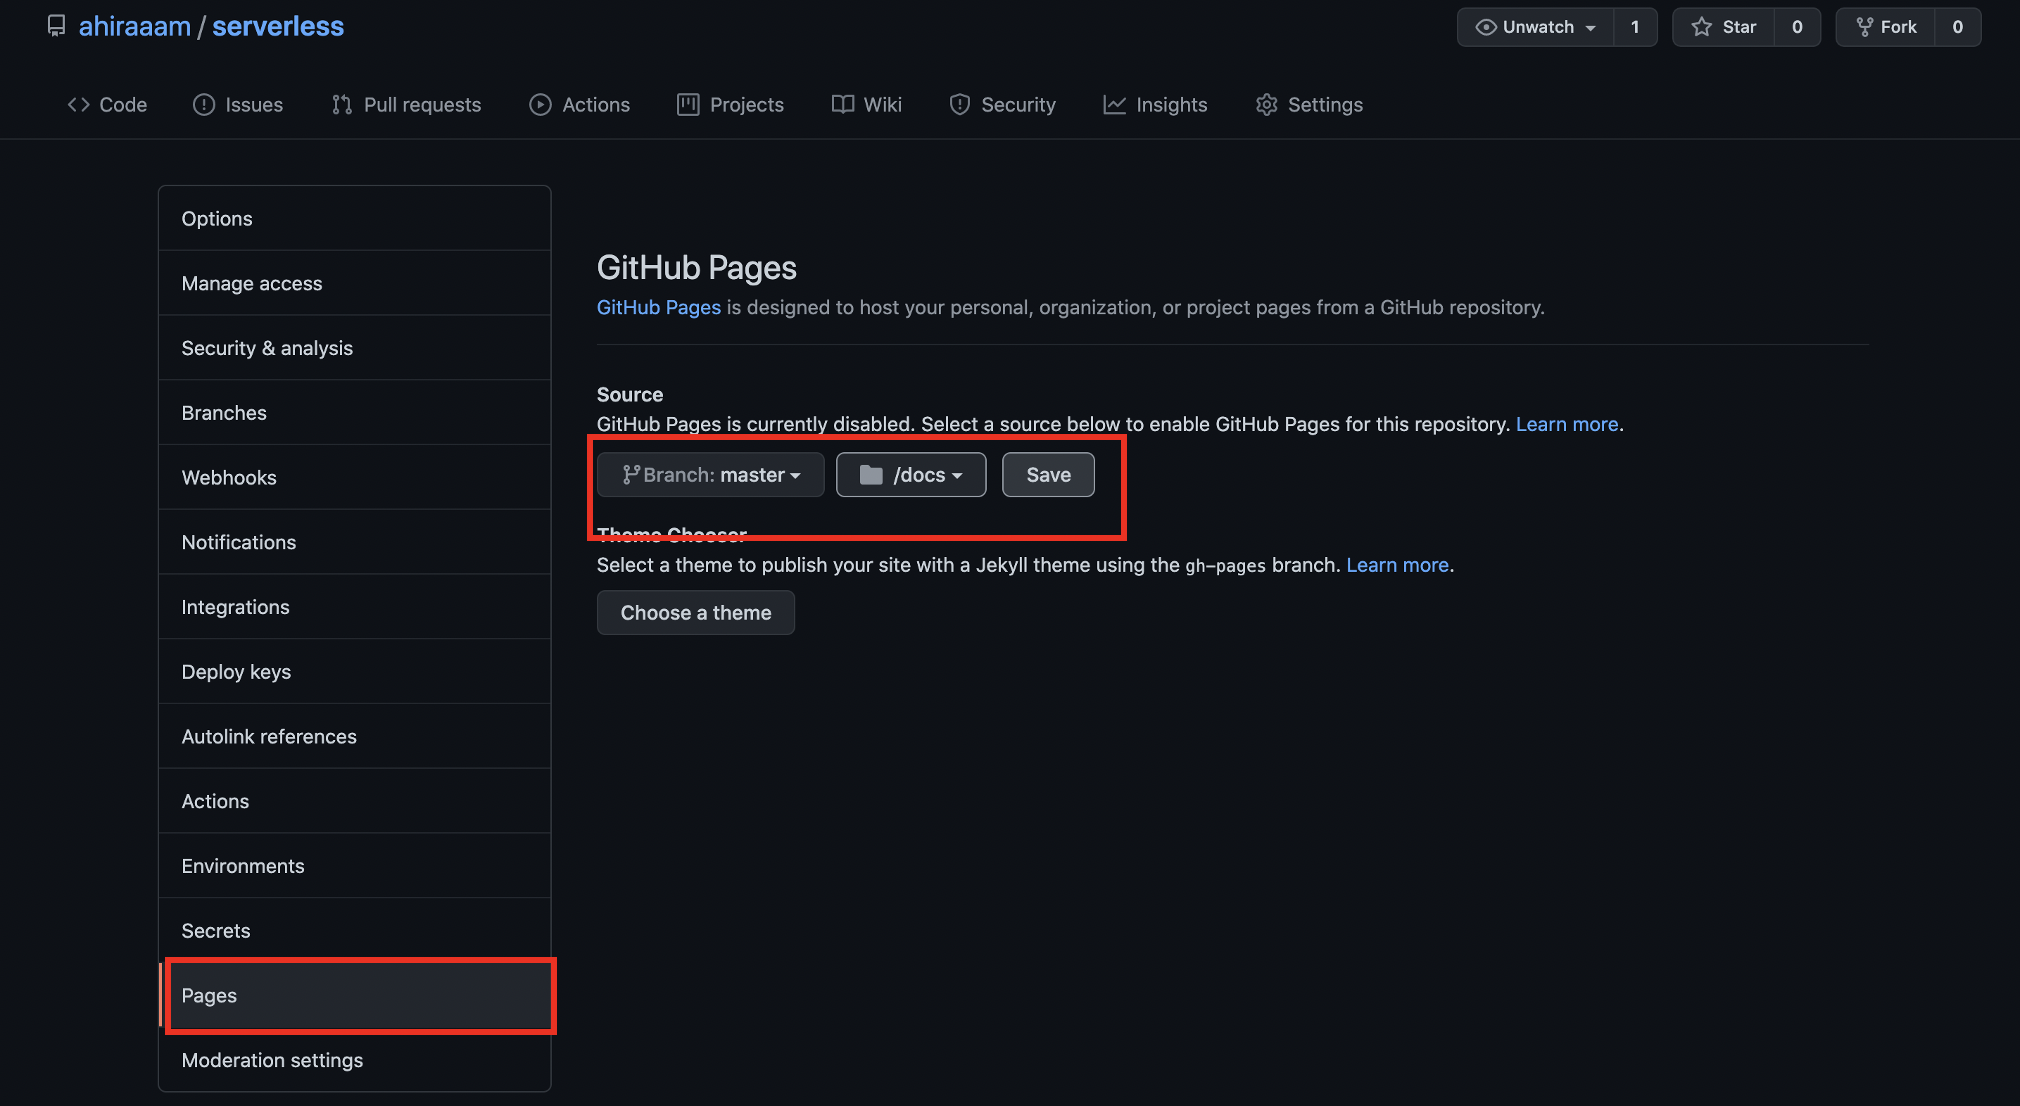 ahiraaam / serverless
Unwatch 1 Star 0 Fork 0
Code Issues Pull requests Actions Projects Wiki Security Insights Settings
Options
Manage access
Security & analysis
Branches
Webhooks
Notifications
Integrations
Deploy keys
Autolink references
Actions
Environments
Secrets
Pages
Moderation settings
GitHub Pages
GitHub Pages is designed to host your personal, organization, or project pages from a GitHub repository.
Source
GitHub Pages is currently disabled. Select a source below to enable GitHub Pages for this repository. Learn more.
Branch: master /docs Save
Theme Chooser
Select a theme to publish your site with a Jekyll theme using the gh-pages branch. Learn more.
Choose a theme